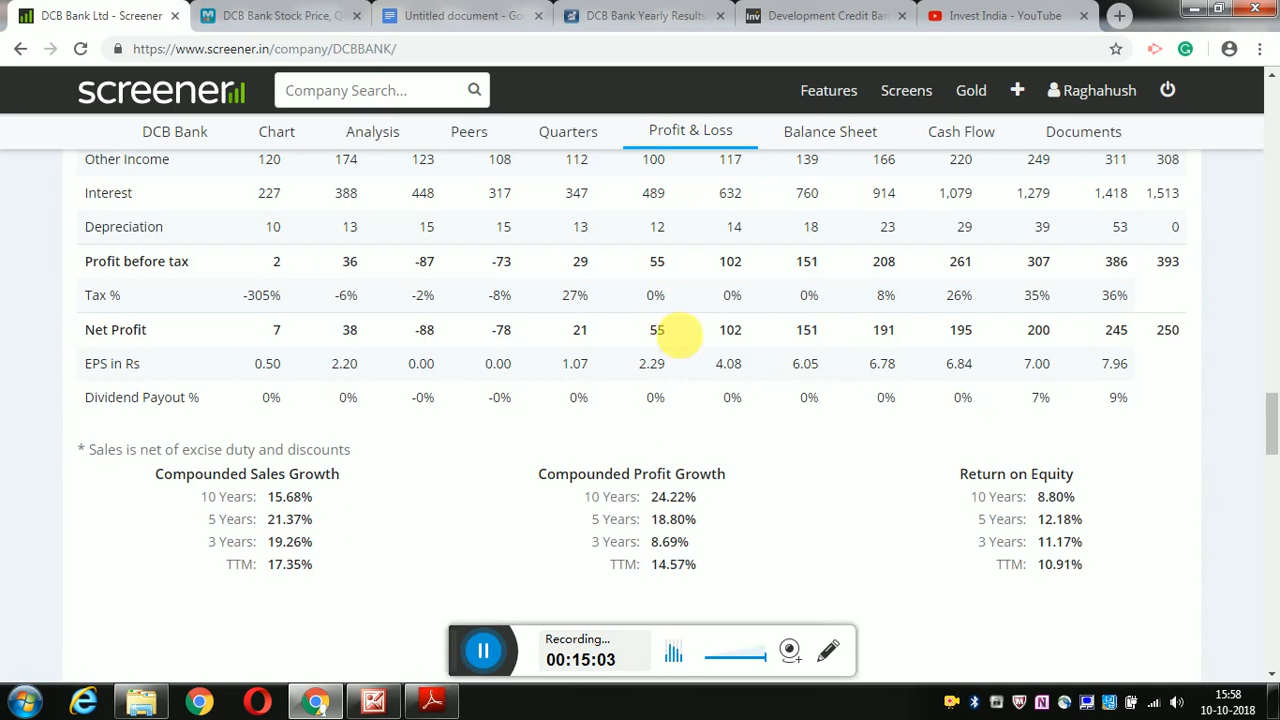 DCB Bank Ltd - Screener
DCB Bank Stock Price, Q
Untitled document - G
DCB Bank Yearly Results
Development Credit Ba
Invest India - YouTube
https://www.screener.in/company/DCBBANK/
screener
Company Search...
Features
Screens
Gold
Raghahush
DCB Bank
Chart
Analysis
Peers
Quarters
Profit & Loss
Balance Sheet
Cash Flow
Documents
Other Income 120 174 123 108 112 100 117 139 166 220 249 311 308
Interest 227 388 448 317 347 489 632 760 914 1,079 1,279 1,418 1,513
Depreciation 10 13 15 15 13 12 14 18 23 29 39 53 0
Profit before tax 2 36 -87 -73 29 55 102 151 208 261 307 386 393
Tax % -305% -6% -2% -8% 27% 0% 0% 0% 8% 26% 35% 36%
Net Profit 7 38 -88 -78 21 55 102 151 191 195 200 245 250
EPS in Rs 0.50 2.20 0.00 0.00 1.07 2.29 4.08 6.05 6.78 6.84 7.00 7.96
Dividend Payout % 0% 0% -0% -0% 0% 0% 0% 0% 0% 0% 7% 9%
* Sales is net of excise duty and discounts
Compounded Sales Growth
10 Years: 15.68%
5 Years: 21.37%
3 Years: 19.26%
TTM: 17.35%
Compounded Profit Growth
10 Years: 24.22%
5 Years: 18.80%
3 Years: 8.69%
TTM: 14.57%
Return on Equity
10 Years: 8.80%
5 Years: 12.18%
3 Years: 11.17%
TTM: 10.91%
Recording...
00:15:03
15:58
10-10-2018